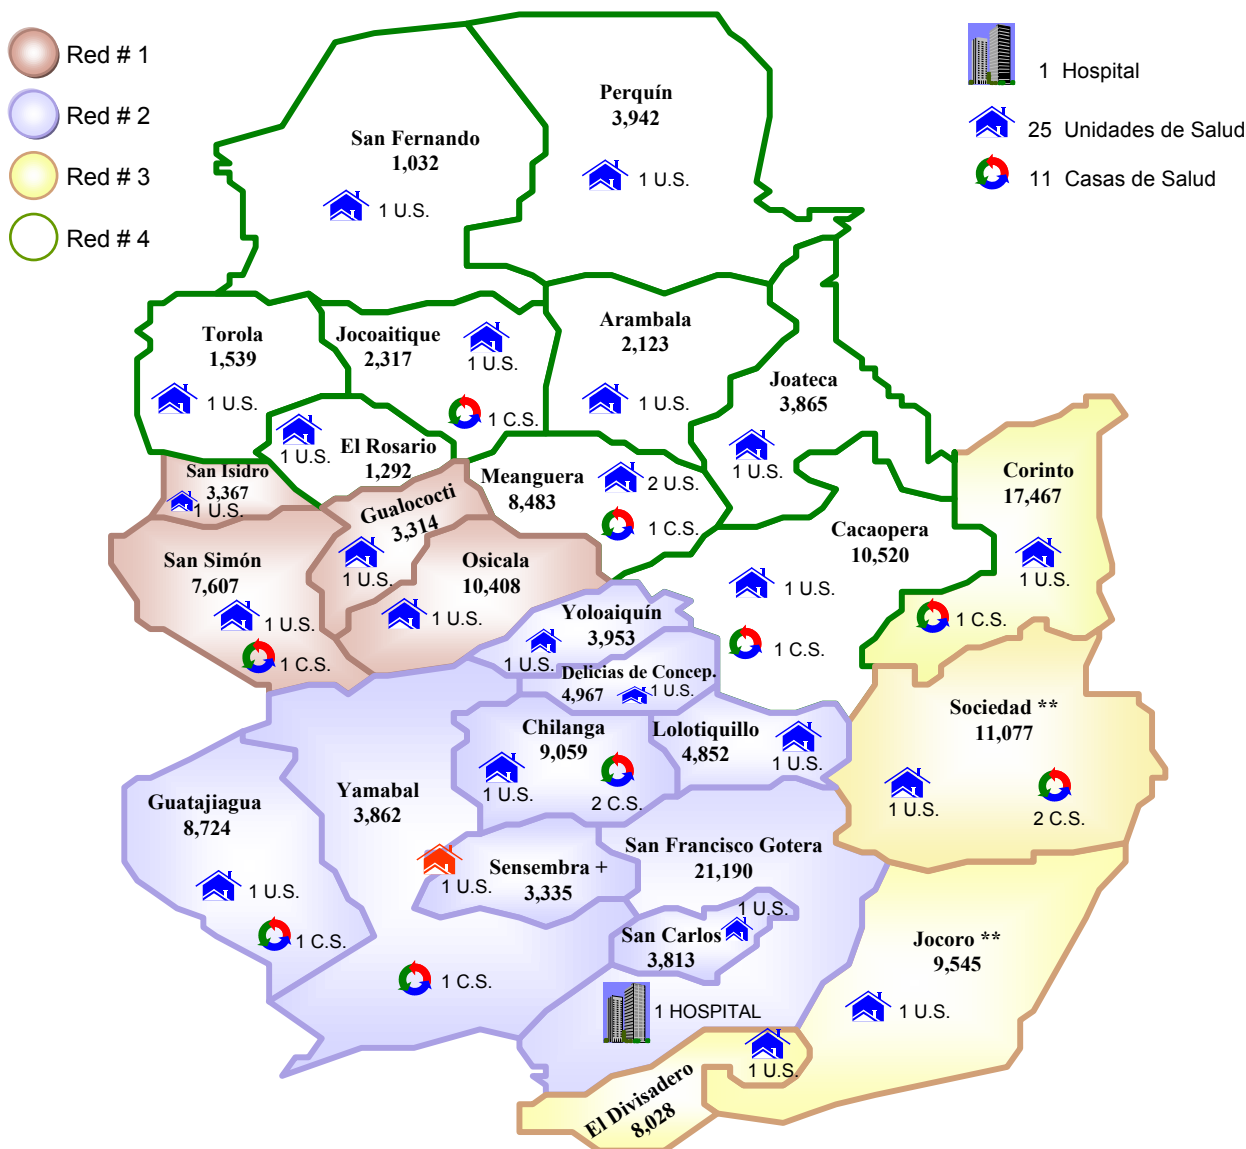 Red # 1
Red # 2
Red # 3
Red # 4
1 Hospital
25 Unidades de Salud
11 Casas de Salud
Perquín
3,942
1 U.S.
San Fernando
1,032
1 U.S.
Torola
1,539
1 U.S.
Jocoaitique
2,317
1 U.S.
1 C.S.
Arambala
2,123
1 U.S.
Joateca
3,865
1 U.S.
El Rosario
1,292
1 U.S.
Meanguera
8,483
2 U.S.
1 C.S.
Corinto
17,467
1 U.S.
1 C.S.
San Isidro
3,367
1 U.S.
Gualococti
3,314
1 U.S.
Cacaopera
10,520
1 U.S.
1 C.S.
San Simón
7,607
1 U.S.
1 C.S.
Osicala
10,408
1 U.S.
Yoloaiquín
3,953
1 U.S.
Delicias de Concep.
4,967
1 U.S.
Chilanga
9,059
1 U.S.
2 C.S.
Lolotiquillo
4,852
1 U.S.
Sociedad **
11,077
1 U.S.
2 C.S.
Guatajiagua
8,724
1 U.S.
1 C.S.
Yamabal
3,862
1 C.S.
Sensembra +
3,335
1 U.S.
San Francisco Gotera
21,190
1 HOSPITAL
San Carlos
3,813
1 U.S.
Jocoro **
9,545
1 U.S.
El Divisadero
8,028
1 U.S.